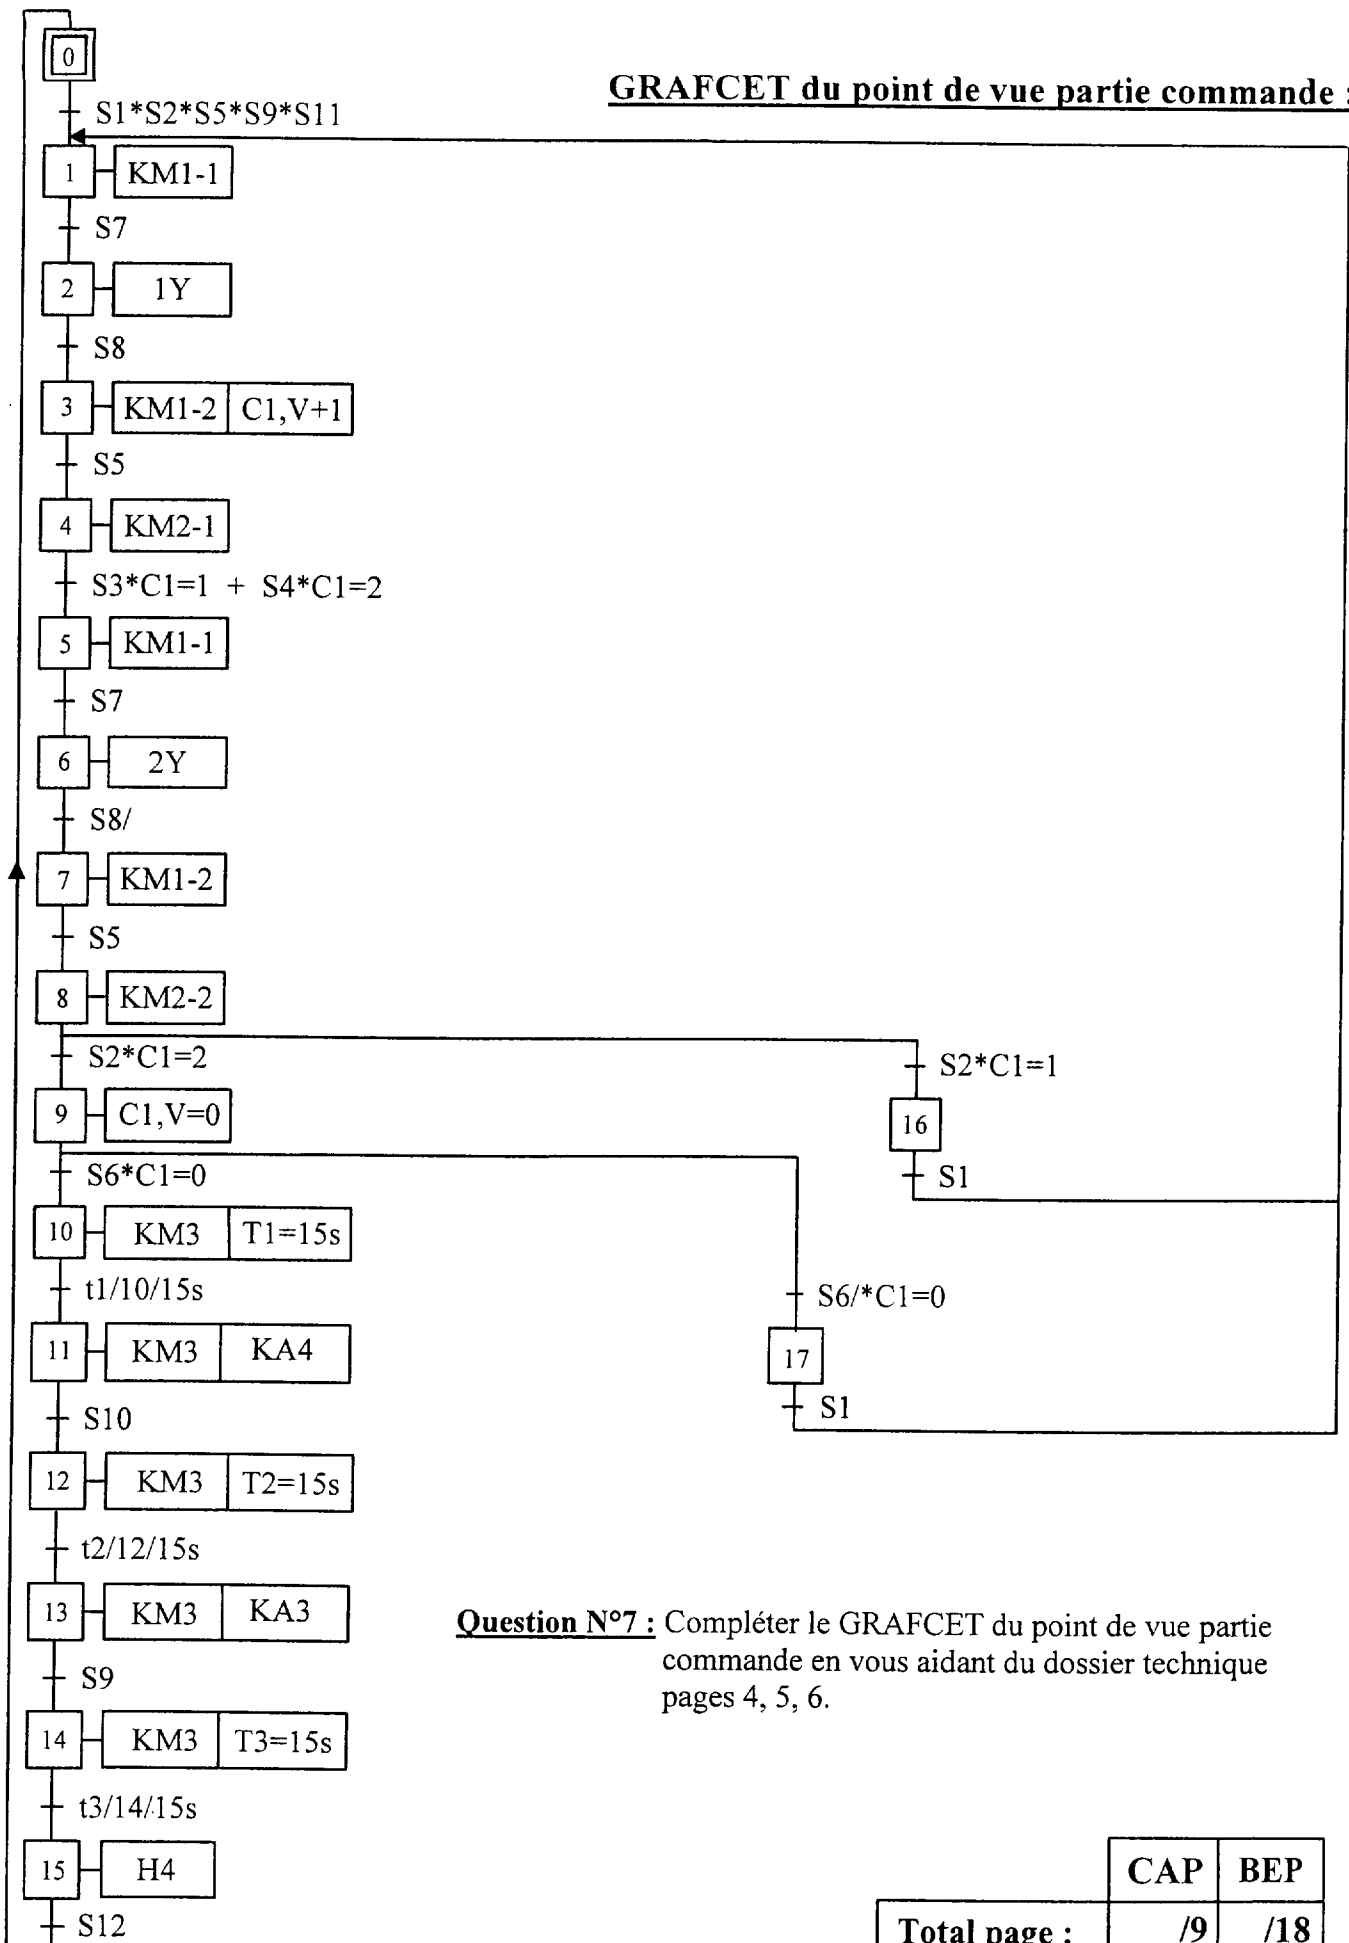 0
GRAFCET du point de vue partie commande :
S1*S2*S5*S9*S11
1 KM1-1
S7
2 1Y
S8
3 KM1-2 C1,V+1
S5
4 KM2-1
S3*C1=1 + S4*C1=2
5 KM1-1
S7
6 2Y
S8/
7 KM1-2
S5
8 KM2-2
S2*C1=2
S2*C1=1
9 C1,V=0
16
S6*C1=0
S1
10 KM3 T1=15s
t1/10/15s
S6/*C1=0
11 KM3 KA4
17
S10
S1
12 KM3 T2=15s
t2/12/15s
13 KM3 KA3
Question N°7 : Compléter le GRAFCET du point de vue partie
commande en vous aidant du dossier technique
pages 4, 5, 6.
S9
14 KM3 T3=15s
t3/14/15s
15 H4
S12
CAP BEP
Total page : /9 /18